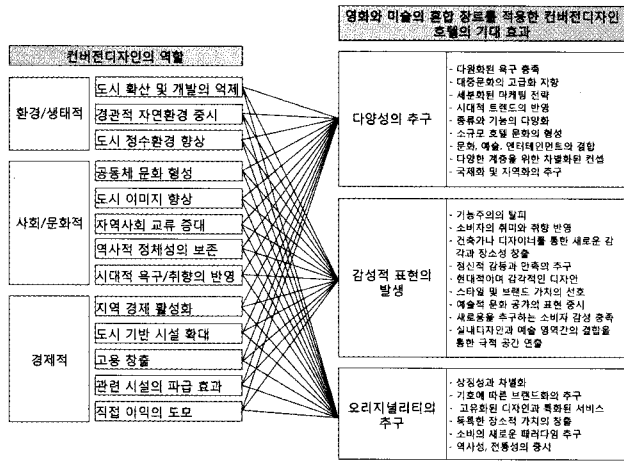 컨버전디자인의 역할
환경/생태적
도시 확산 및 개발의 억제
경관적 자연환경 중시
도시 정수환경 향상
사회/문화적
공동체 문화 형성
도시 이미지 향상
지역사회 교류 증대
역사적 정체성의 보존
시대적 욕구/취향의 반영
경제적
지역 경제 활성화
도시 기반 시설 확대
고용 창출
관련 시설의 파급 효과
직접 이익의 도모
영화와 미술의 혼합 장르를 적용한 컨버전디자인
호텔의 기대 효과
다양성의 추구
- 다원화된 욕구 충족
- 대중문화의 고급화 지향
- 세분화된 마케팅 전략
- 시대적 트렌드의 반영
- 종류와 기능의 다양화
- 소규모 호텔 문화의 형성
- 문화, 예술, 엔터테인먼트의 결합
- 다양한 계층을 위한 차별화된 컨셉
- 국제화 및 지역화의 추구
감성적 표현의
발생
- 기능주의의 탈피
- 소비자의 취미와 취향 반영
- 건축가나 디자이너를 통한 새로운 감
각과 장소성 창출
- 정신적 감동과 만족의 추구
- 현대적이며 감각적인 디자인
- 스타일 및 브랜드 가치의 선호
- 예술적 문화 공가의 표현 중시
- 새로움을 추구하는 소비자 감성 충족
- 실내디자인과 예술 영역간의 결합을
통한 극적 공간 연출
오리지널리티의
추구
- 상징성과 차별화
- 기호에 따른 브랜드화의 추구
- 고유화된 디자인과 특화된 서비스
- 독특한 장소적 가치의 창출
- 소비의 새로운 패러다임 추구
- 역사성, 전통성의 중시